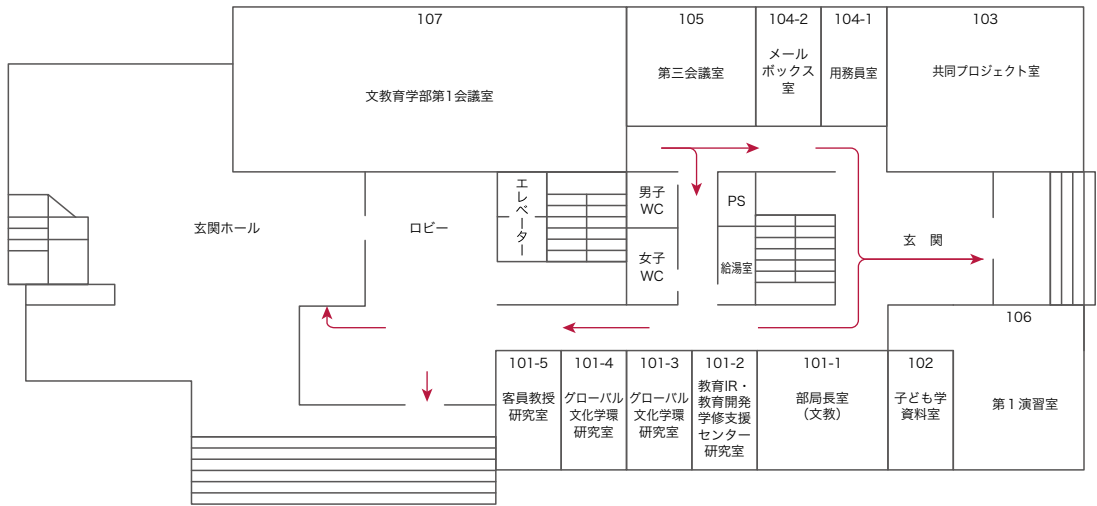 107
文教育学部第1会議室
105
第三会議室
104-2
メール
ボックス
室
104-1
用務員室
103
共同プロジェクト室
玄関ホール
ロビー
エレベーター
男子
WC
女子
WC
PS
給湯室
玄 関
106
第1演習室
101-5
客員教授
研究室
101-4
グローバル
文化学環
研究室
101-3
グローバル
文化学環
研究室
101-2
教育IR・
教育開発
学修支援
センター
研究室
101-1
部局長室
（文教）
102
子ども学
資料室